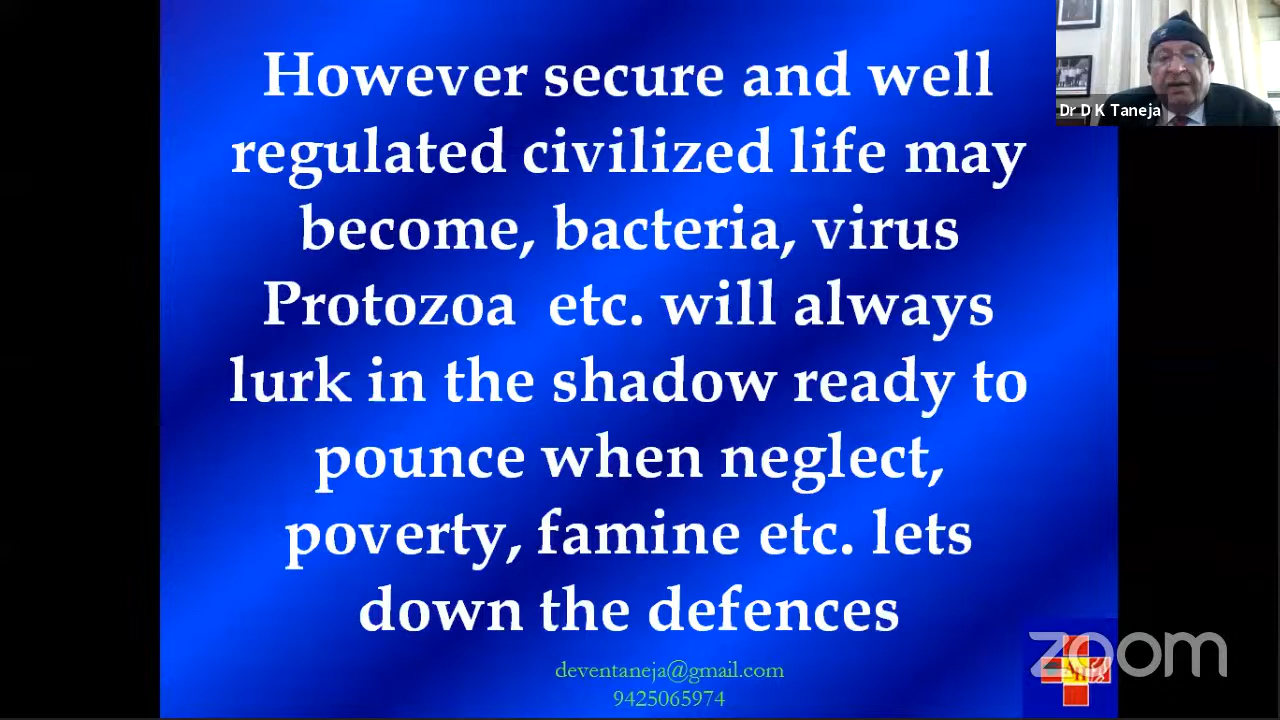 However secure and well
regulated civilized life may
become, bacteria, virus
Protozoa etc. will always
lurk in the shadow ready to
pounce when neglect,
poverty, famine etc. lets
down the defences
deventaneja@gmail.com
9425065974
Dr D K Taneja
zoom